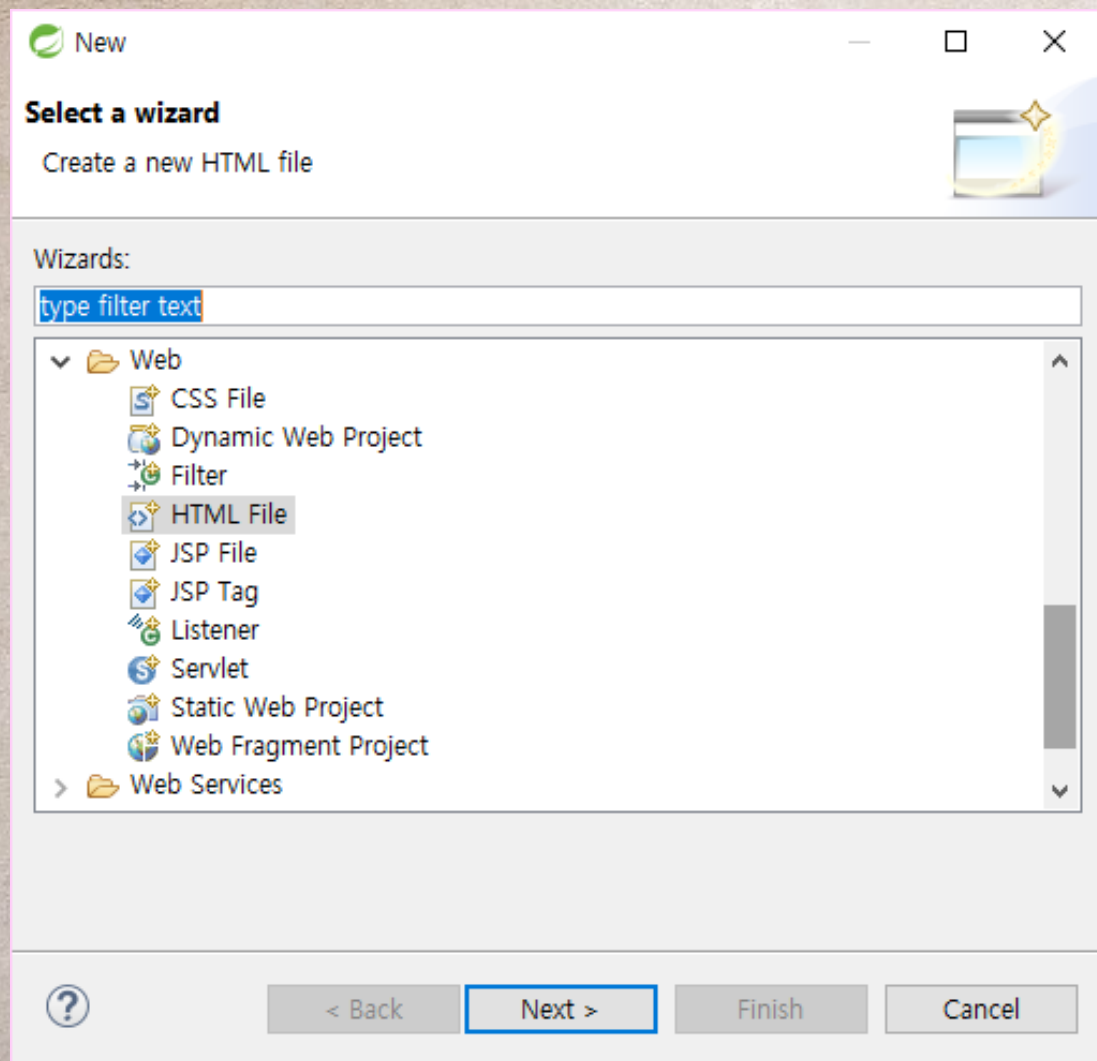 New
Select a wizard
Create a new HTML file
Wizards:
type filter text
Web
CSS File
Dynamic Web Project
Filter
HTML File
JSP File
JSP Tag
Listener
Servlet
Static Web Project
Web Fragment Project
Web Services
? < Back Next > Finish Cancel